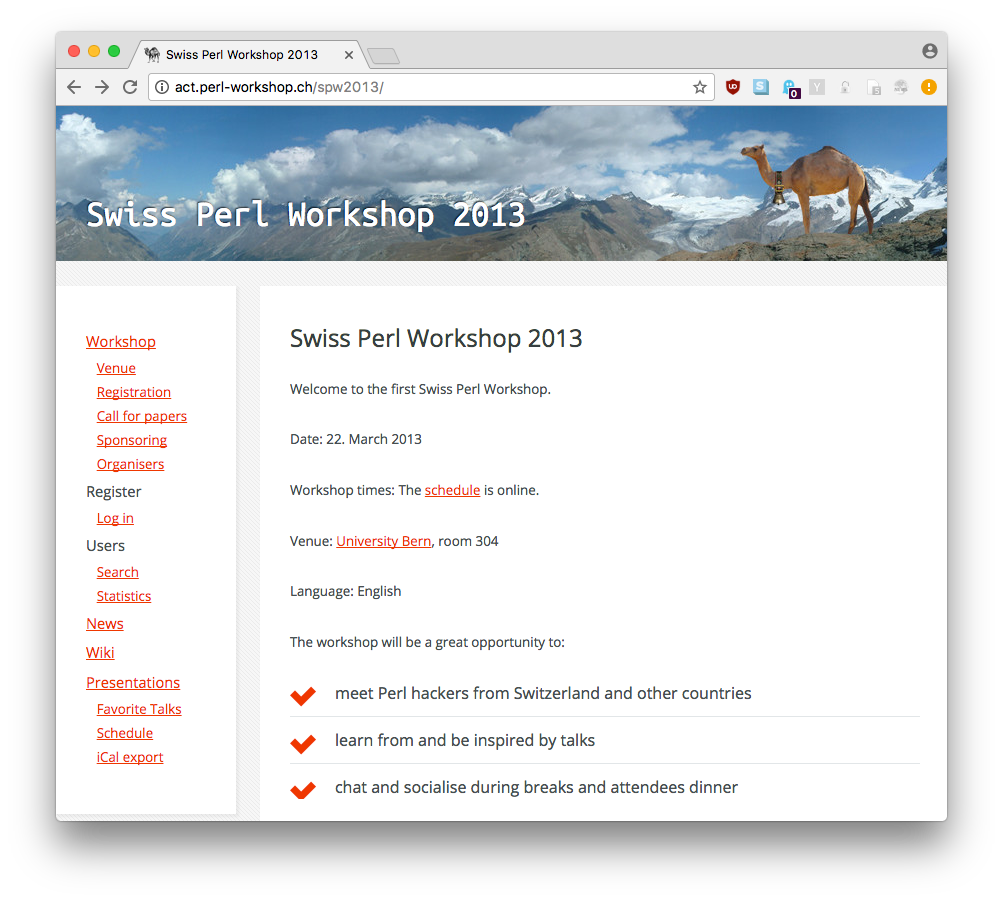 Swiss Perl Workshop 2013
act.perl-workshop.ch/spw2013/
0
Swiss Perl Workshop 2013
Workshop
Venue
Registration
Call for papers
Sponsoring
Organisers
Register
Log in
Users
Search
Statistics
News
Wiki
Presentations
Favorite Talks
Schedule
iCal export
Swiss Perl Workshop 2013
Welcome to the first Swiss Perl Workshop.
Date: 22. March 2013
Workshop times: The schedule is online.
Venue: University Bern, room 304
Language: English
The workshop will be a great opportunity to:
meet Perl hackers from Switzerland and other countries
learn from and be inspired by talks
chat and socialise during breaks and attendees dinner